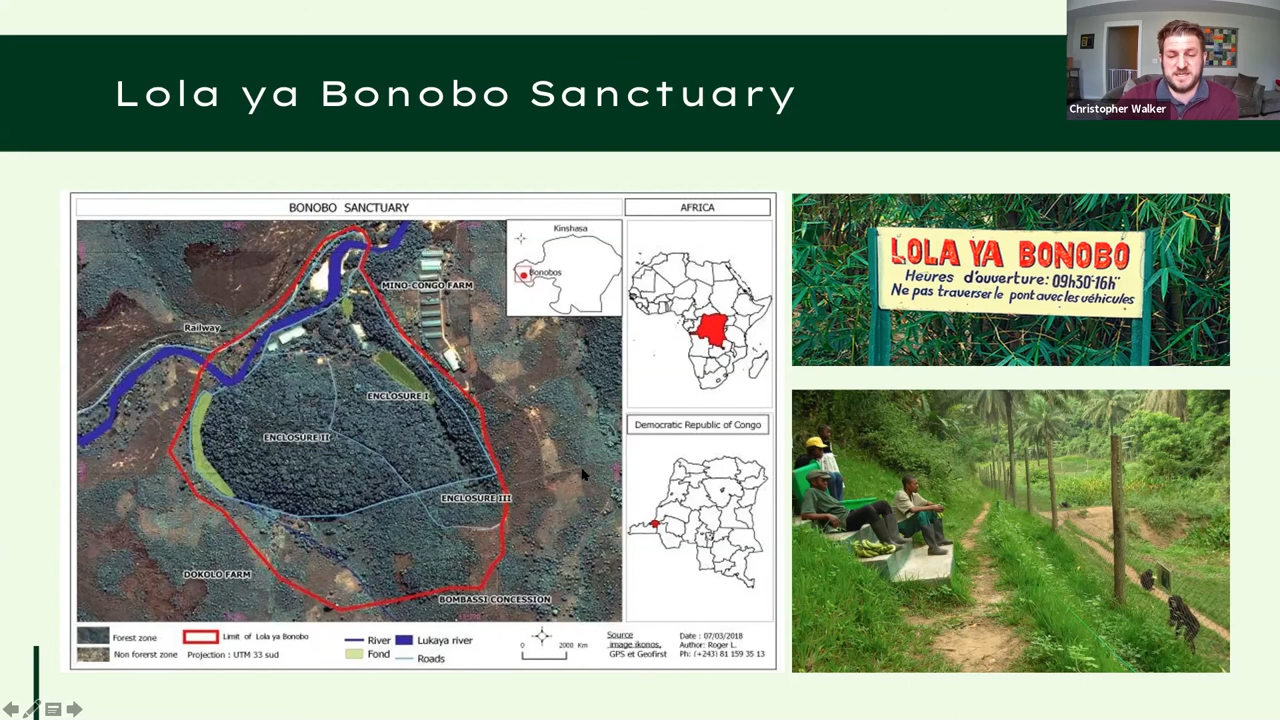 Lola ya Bonobo Sanctuary
Christopher Walker
BONOBO SANCTUARY
AFRICA
Kinshasa
Bonobos
MINO-CONGO FARM
Railway
ENCLOSURE I
ENCLOSURE II
ENCLOSURE III
DOKOLO FARM
BOMBASSI CONCESSION
Democratic Republic of Congo
Forest zone
Non forerst zone
Limit of Lola ya Bonobo
Projection : UTM 33 sud
River
Lukaya river
Fond
Roads
0 2000 Km
Source
image ikonos,
GPS et Geofirst
Date : 07/03/2018
Author: Roger L.
Ph: (+243) 81 159 35 13
LOLA YA BONOBO
Heures d'ouverture: 09h30-16h
Ne pas traverser le pont avec les véhicules